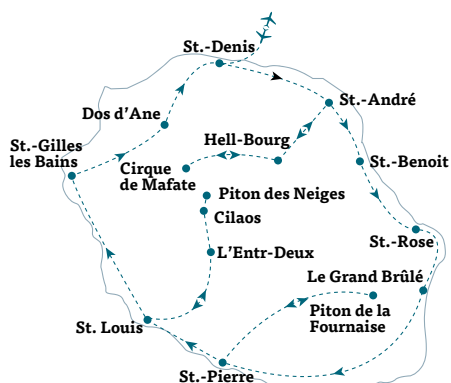 St.-Denis
St.-André
Dos d'Ane
Hell-Bourg
St.-Gilles
les Bains
St.-Benoit
Cirque
de Mafate
Piton des Neiges
Cilaos
St.-Rose
L'Entr-Deux
Le Grand Brûlé
Piton de la
Fournaise
St. Louis
St.-Pierre